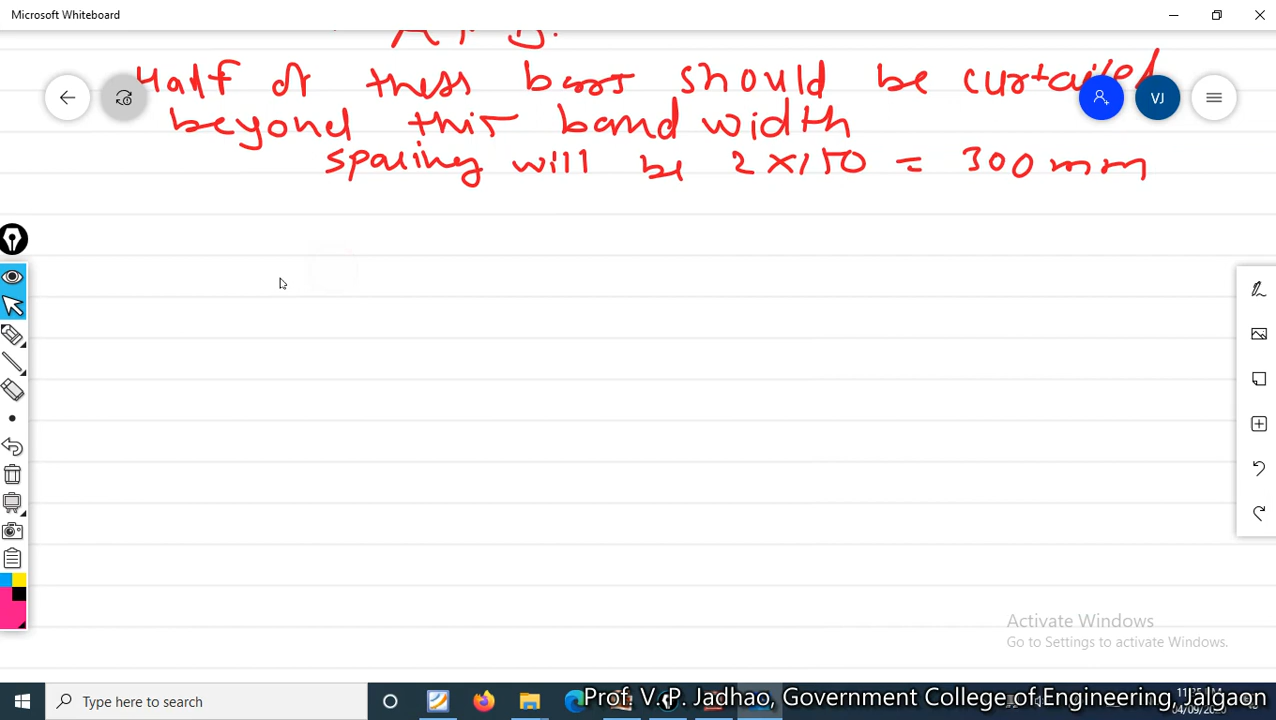 Microsoft Whiteboard
Half of these bars should be curtailed
beyond this band width
spacing will be 2 x 150 = 300 mm
VJ
Activate Windows
Go to Settings to activate Windows.
Type here to search
Prof. V. P. Jadhao, Government College of Engineering, Jalgaon